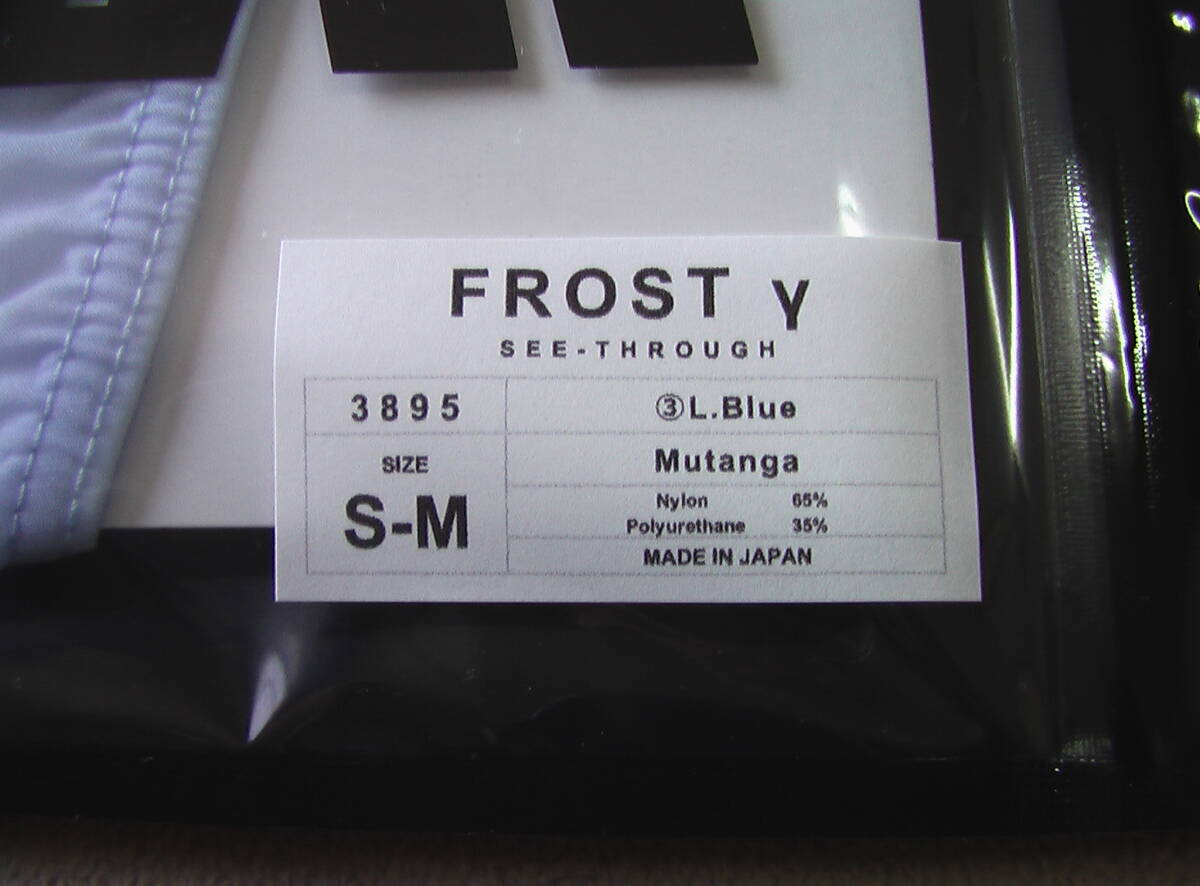 FROST γ
SEE-THROUGH
3895
③L.Blue
SIZE
S-M
Mutanga
Nylon 65%
Polyurethane 35%
MADE IN JAPAN